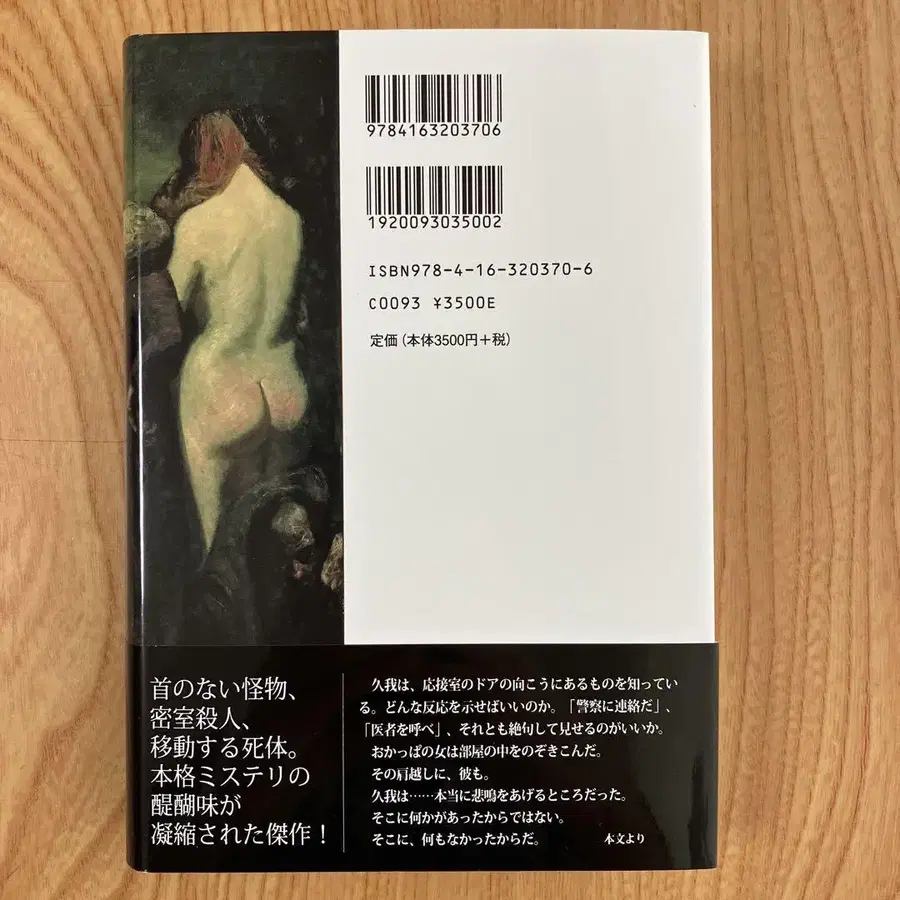 9784163203706
1920093035002
ISBN978-4-16-320370-6
C0093 ¥3500E
定価(本体3500円+税)
首のない怪物、
密室殺人、
移動する死体。
本格ミステリの
醍醐味が
凝縮された傑作!
久我は、応接室のドアの向こうにあるものを知ってい
る。どんな反応を示せばいいのか。「警察に連絡だ」、
「医者を呼べ」、それとも絶句して見せるのがいいか。
おかっぱの女は部屋の中をのぞきこんだ。
その肩越しに、彼も。
久我は……本当に悲鳴をあげるところだった。
そこに何かがあったからではない。
そこに、何もなかったからだ。
本文より